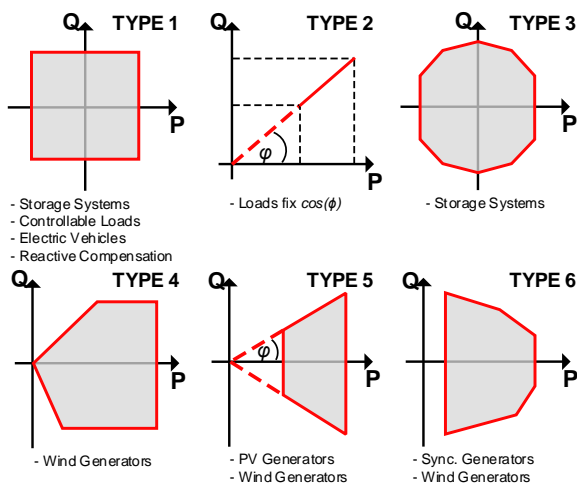 Q TYPE 1
P
- Storage Systems
- Controllable Loads
- Electric Vehicles
- Reactive Compensation
Q TYPE 2
φ
P
- Loads fix cos(ϕ)
Q TYPE 3
P
- Storage Systems
Q TYPE 4
P
- Wind Generators
Q TYPE 5
φ
P
- PV Generators
- Wind Generators
Q TYPE 6
P
- Sync. Generators
- Wind Generators